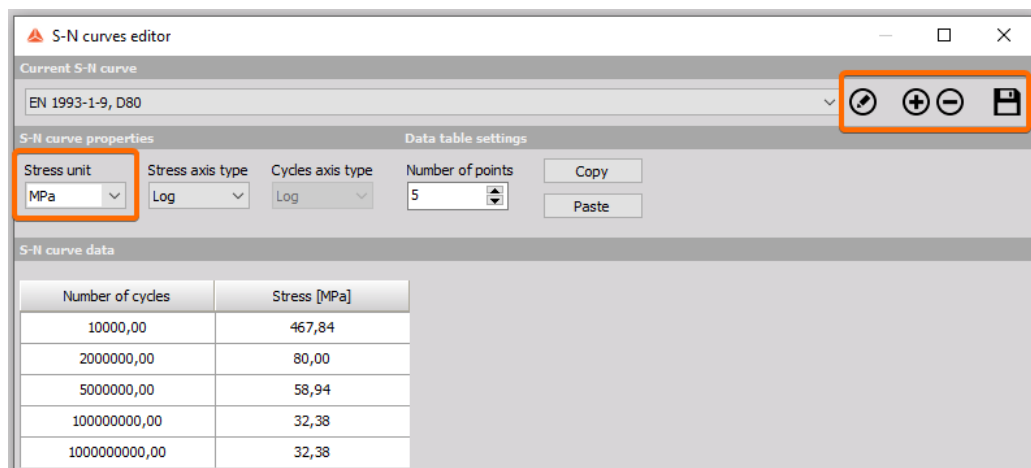 S-N curves editor
Current S-N curve
EN 1993-1-9, D80
S-N curve properties Data table settings
Stress unit Stress axis type Cycles axis type Number of points Copy
MPa Log Log 5 Paste
S-N curve data
Number of cycles Stress [MPa]
10000,00 467,84
2000000,00 80,00
5000000,00 58,94
100000000,00 32,38
1000000000,00 32,38